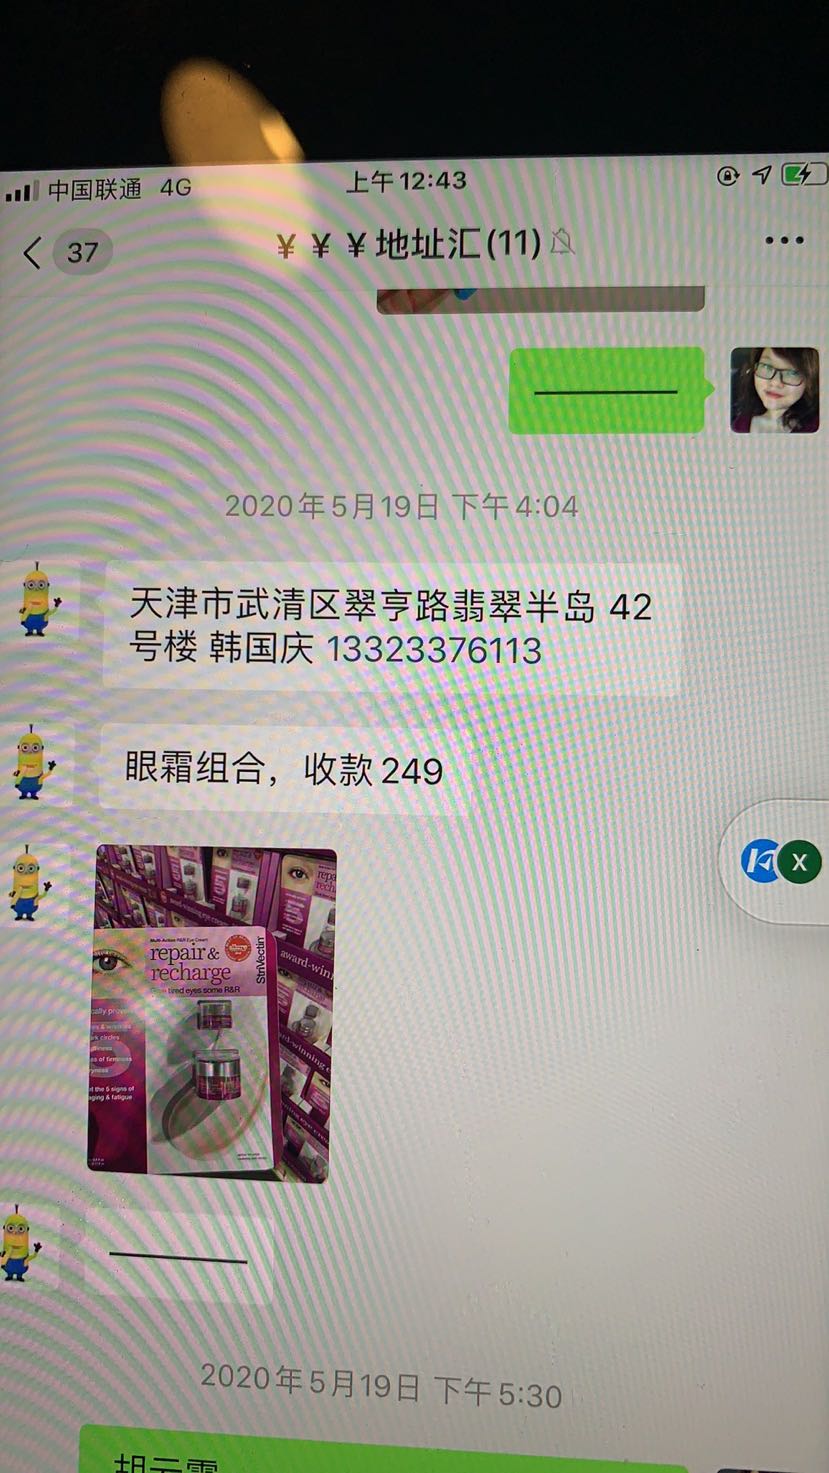 中国联通 4G
上午12:43
37
¥ ¥ ¥地址汇(11)
2020年5月19日 下午4:04
天津市武清区翠亨路翡翠半岛 42
号楼 韩国庆 13323376113
眼霜组合，收款249
Multi-Action R&R Eye Cream
repair &
recharge
tired eyes some R&R
StriVectin
award-win
the 5 signs of
aging & fatigue
2020年5月19日 下午5:30